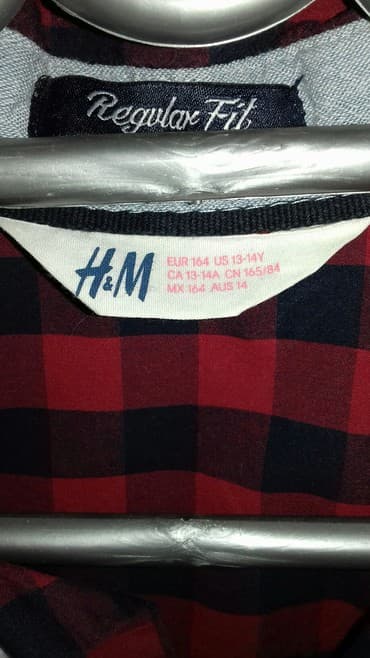 Regular Fit
H&M
EUR 164 US 13-14Y
CA 13-14A CN 165/84
MX 164 AUS 14